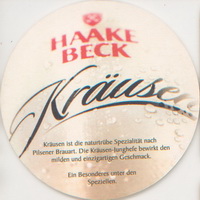 HAAKE
BECK
Kräusen
Kräusen ist die naturtrübe Spezialität nach
Pilsener Brauart. Die Kräusen-Junghefe bewirkt den
milden und einzigartigen Geschmack.
Ein Besonderes unter den
Speziellen.